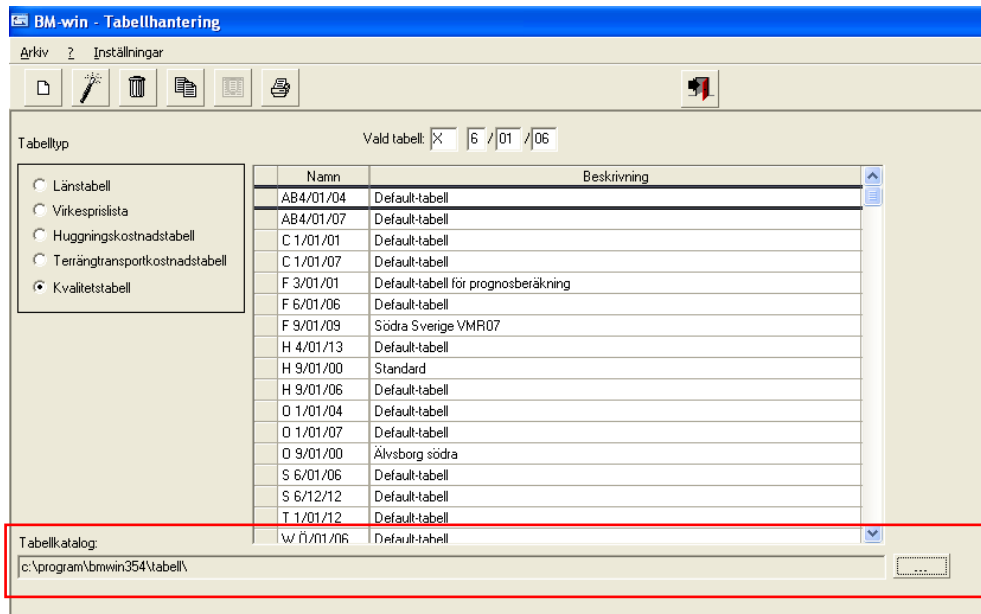 BM-win - Tabellhantering
Arkiv ? Inställningar
Tabelltyp
Vald tabell: X 6 / 01 / 06
Länstabell
Virkesprislista
Huggningskostnadstabell
Terrängtransportkostnadstabell
Kvalitetstabell
Namn Beskrivning
AB4/01/04 Default-tabell
AB4/01/07 Default-tabell
C 1/01/01 Default-tabell
C 1/01/07 Default-tabell
F 3/01/01 Default-tabell för prognosberäkning
F 6/01/06 Default-tabell
F 9/01/09 Södra Sverige VMR07
H 4/01/13 Default-tabell
H 9/01/00 Standard
H 9/01/06 Default-tabell
O 1/01/04 Default-tabell
O 1/01/07 Default-tabell
O 9/01/00 Älvsborg södra
S 6/01/06 Default-tabell
S 6/12/12 Default-tabell
T 1/01/12 Default-tabell
W Ö/01/06 Default-tabell
Tabellkatalog:
c:\program\bmwin354\tabell\
...